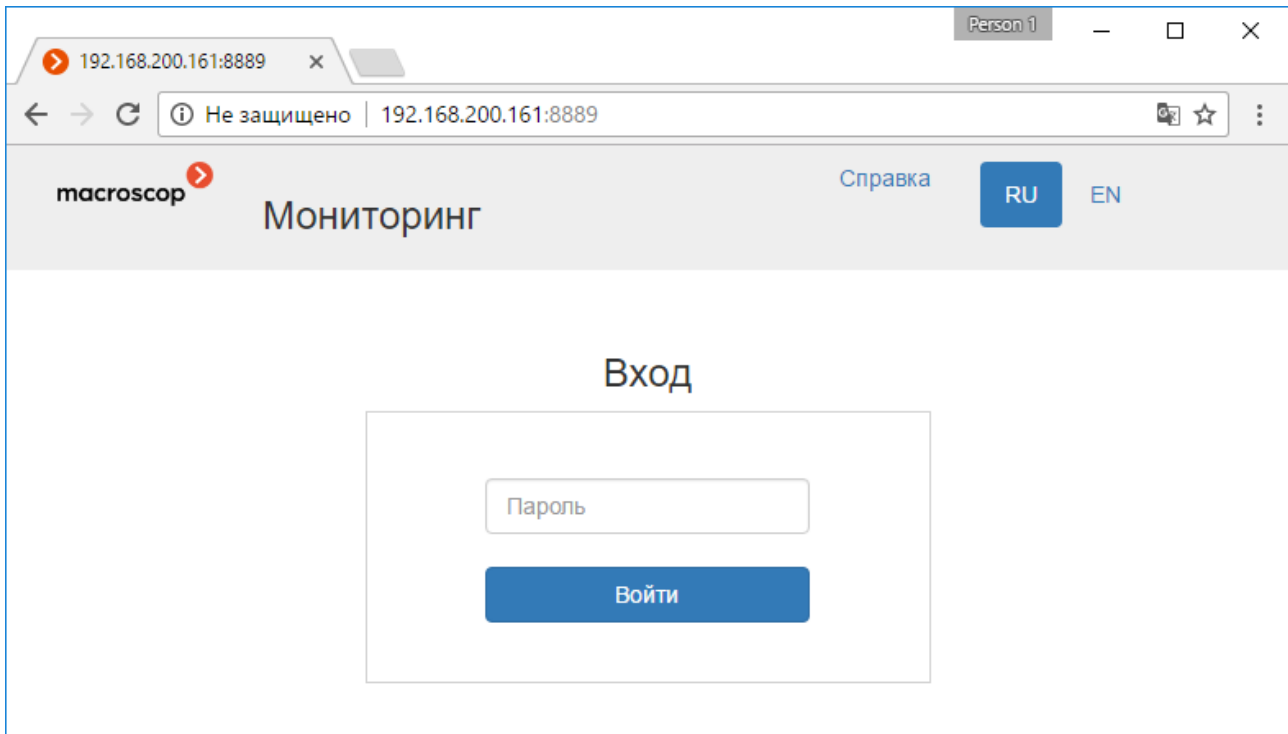 Person 1
192.168.200.161:8889
Не защищено | 192.168.200.161:8889
macroscop
Мониторинг
Справка
RU
EN
Вход
Пароль
Войти